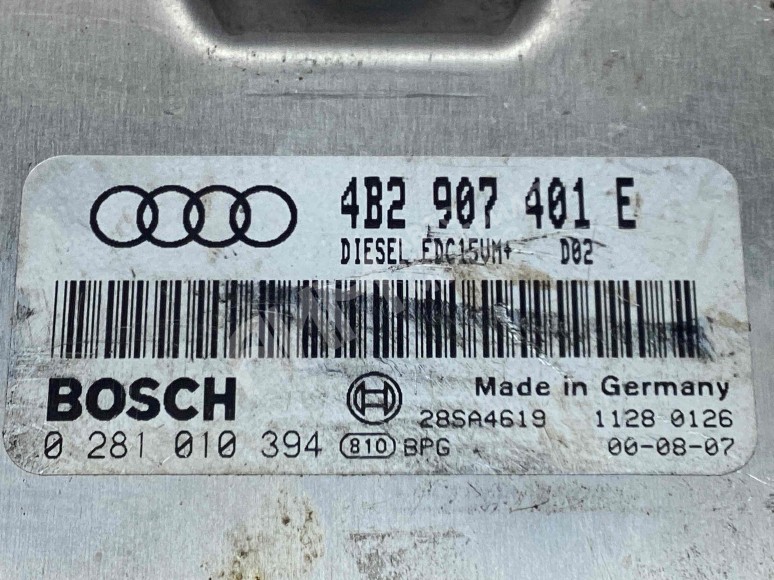 4B2 907 401 E
DIESEL EDC15VM+ D02
BOSCH
Made in Germany
28SA4619 1128 0126
0 281 010 394 810 BPG 00-08-07